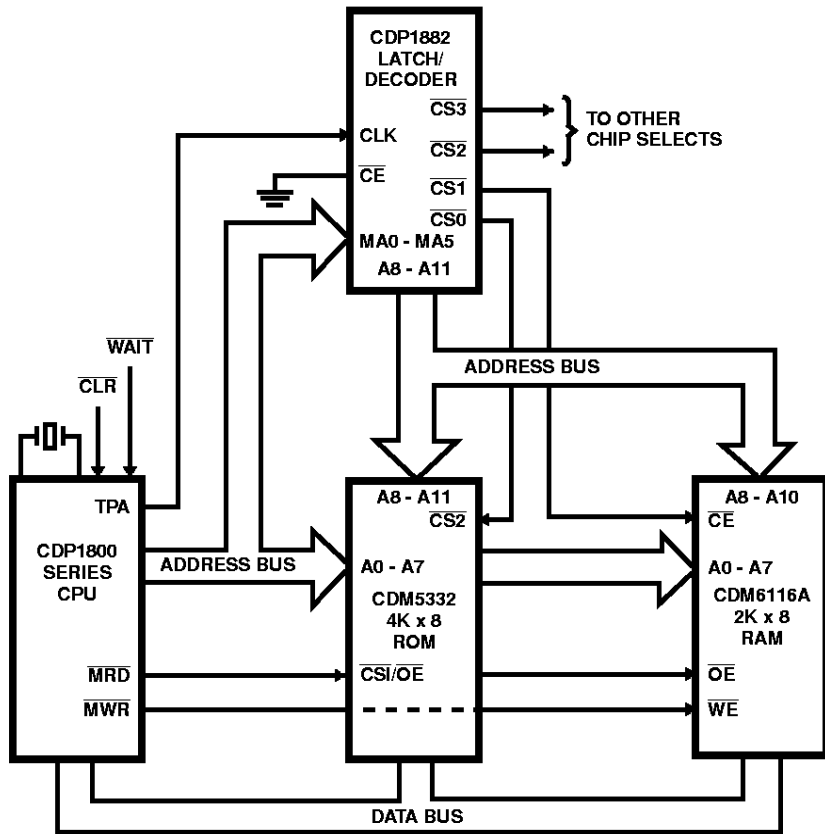 CDP1882
LATCH/
DECODER
CS3
TO OTHER
CHIP SELECTS
CLK
CS2
CE
CS1
CS0
MA0 - MA5
A8 - A11
WAIT
ADDRESS BUS
CLR
A8 - A11
A8 - A10
TPA
CS2
CE
CDP1800
SERIES
CPU
ADDRESS BUS
A0 - A7
A0 - A7
CDM5332
4K x 8
ROM
CDM6116A
2K x 8
RAM
MRD
CSI/OE
OE
MWR
WE
DATA BUS